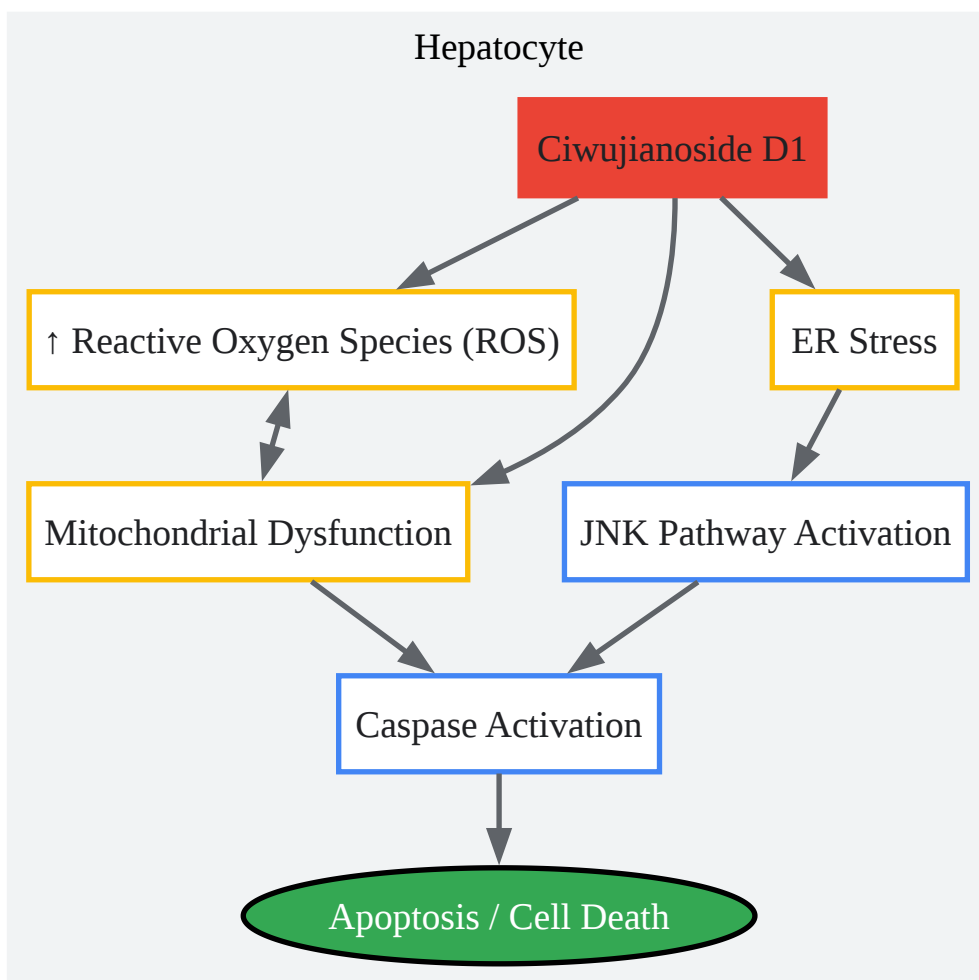 Hepatocyte
Ciwujianoside D1
↑ Reactive Oxygen Species (ROS)
ER Stress
Mitochondrial Dysfunction
JNK Pathway Activation
Caspase Activation
Apoptosis / Cell Death